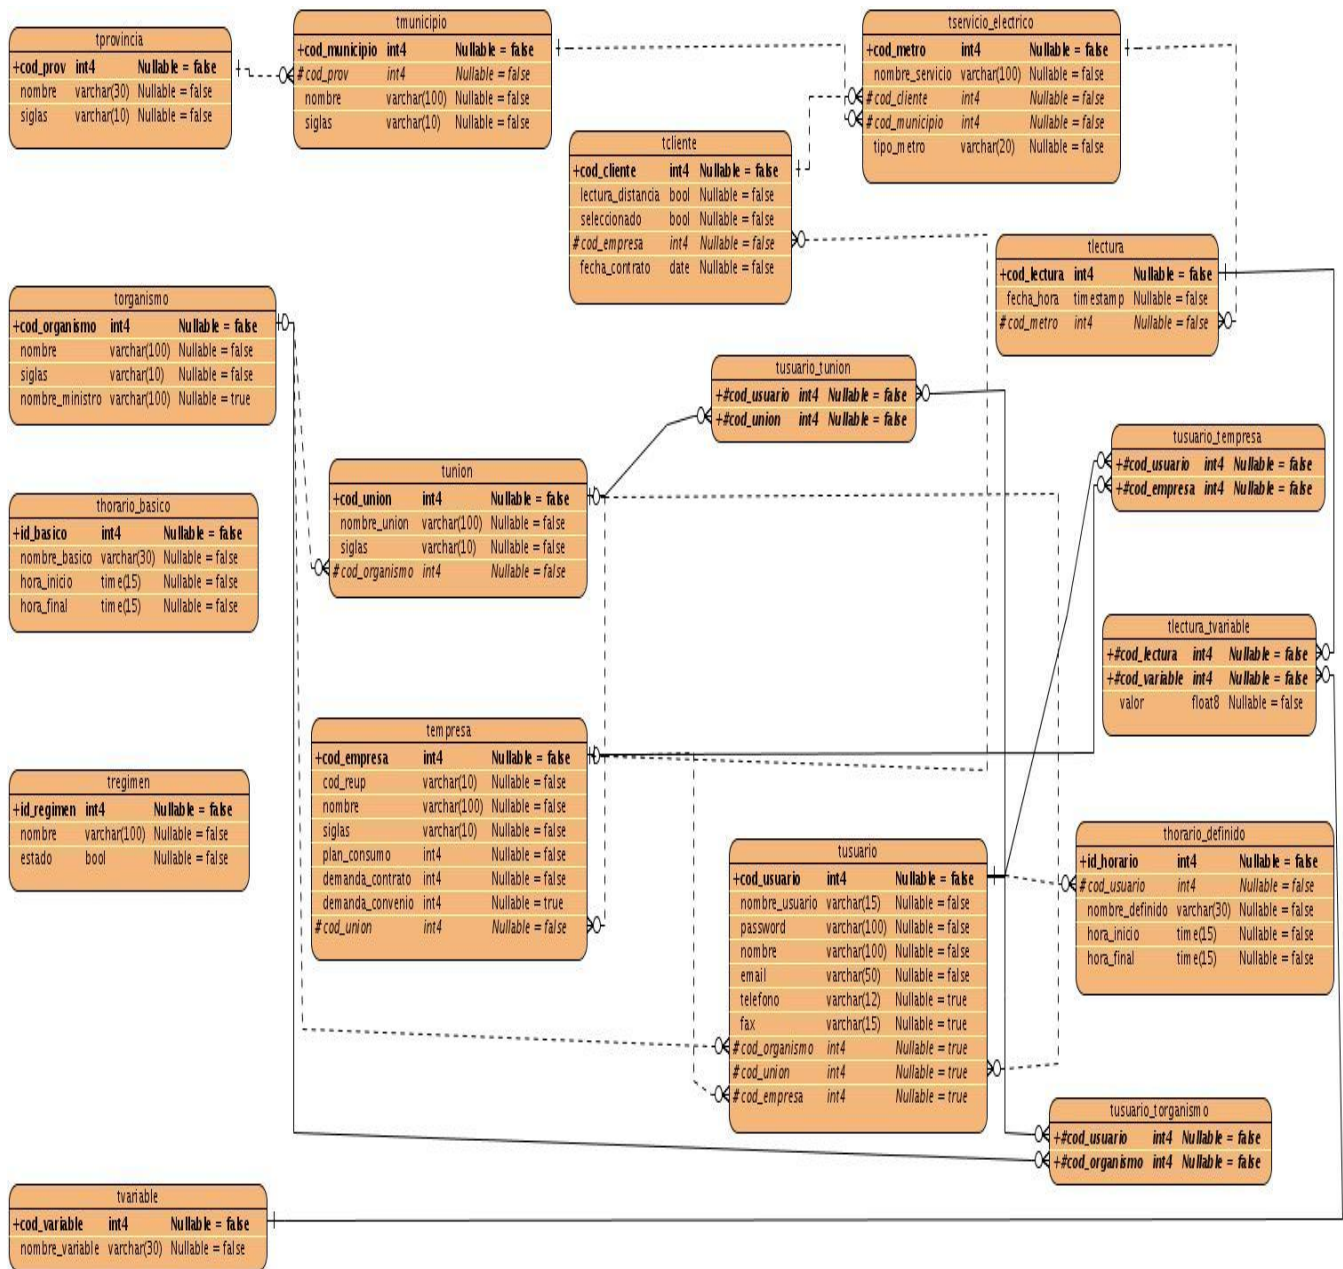 tprovincia
+cod_prov int4 Nullable = false
nombre varchar(30) Nullable = false
siglas varchar(10) Nullable = false
tmunicipio
+cod_municipio int4 Nullable = false
#cod_prov int4 Nullable = false
nombre varchar(100) Nullable = false
siglas varchar(10) Nullable = false
tservicio_electrico
+cod_metro int4 Nullable = false
nombre_servicio varchar(100) Nullable = false
#cod_cliente int4 Nullable = false
#cod_municipio int4 Nullable = false
tipo_metro varchar(20) Nullable = false
tcliente
+cod_cliente int4 Nullable = false
lectura_distancia bool Nullable = false
seleccionado bool Nullable = false
#cod_empresa int4 Nullable = false
fecha_contrato date Nullable = false
tlectura
+cod_lectura int4 Nullable = false
fecha_hora timestamp Nullable = false
#cod_metro int4 Nullable = false
torganismo
+cod_organismo int4 Nullable = false
nombre varchar(100) Nullable = false
siglas varchar(10) Nullable = false
nombre_ministro varchar(100) Nullable = true
tusuario_tunion
+#cod_usuario int4 Nullable = false
+#cod_union int4 Nullable = false
tusuario_tempresa
+#cod_usuario int4 Nullable = false
+#cod_empresa int4 Nullable = false
tunion
+cod_union int4 Nullable = false
nombre_union varchar(100) Nullable = false
siglas varchar(10) Nullable = false
#cod_organismo int4 Nullable = false
thorario_basico
+id_basico int4 Nullable = false
nombre_basico varchar(30) Nullable = false
hora_inicio time(15) Nullable = false
hora_final time(15) Nullable = false
tlectura_tvariable
+#cod_lectura int4 Nullable = false
+#cod_variable int4 Nullable = false
valor float8 Nullable = false
tempresa
+cod_empresa int4 Nullable = false
cod_reup varchar(10) Nullable = false
nombre varchar(100) Nullable = false
siglas varchar(10) Nullable = false
plan_consumo int4 Nullable = false
demanda_contrato int4 Nullable = false
demanda_convenio int4 Nullable = true
#cod_union int4 Nullable = false
tregimen
+id_regimen int4 Nullable = false
nombre varchar(100) Nullable = false
estado bool Nullable = false
tusuario
+cod_usuario int4 Nullable = false
nombre_usuario varchar(15) Nullable = false
password varchar(100) Nullable = false
nombre varchar(100) Nullable = false
email varchar(50) Nullable = false
telefono varchar(12) Nullable = true
fax varchar(15) Nullable = true
#cod_organismo int4 Nullable = true
#cod_union int4 Nullable = true
#cod_empresa int4 Nullable = true
thorario_definido
+id_horario int4 Nullable = false
#cod_usuario int4 Nullable = false
nombre_definido varchar(30) Nullable = false
hora_inicio time(15) Nullable = false
hora_final time(15) Nullable = false
tusuario_torganismo
+#cod_usuario int4 Nullable = false
+#cod_organismo int4 Nullable = false
tvariable
+cod_variable int4 Nullable = false
nombre_variable varchar(30) Nullable = false